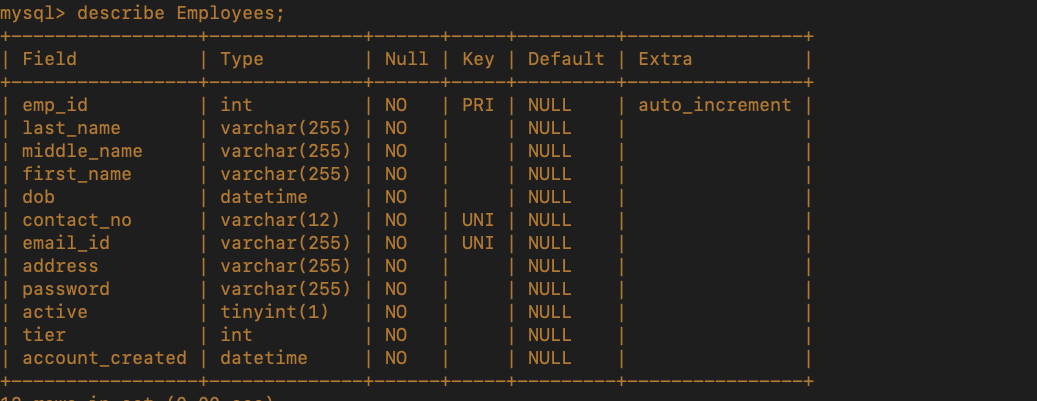 mysql> describe Employees;
+-----------------+--------------+------+-----+---------+----------------+
| Field           | Type         | Null | Key | Default | Extra          |
+-----------------+--------------+------+-----+---------+----------------+
| emp_id          | int          | NO   | PRI | NULL    | auto_increment |
| last_name       | varchar(255) | NO   |     | NULL    |                |
| middle_name     | varchar(255) | NO   |     | NULL    |                |
| first_name      | varchar(255) | NO   |     | NULL    |                |
| dob             | datetime     | NO   |     | NULL    |                |
| contact_no      | varchar(12)  | NO   | UNI | NULL    |                |
| email_id        | varchar(255) | NO   | UNI | NULL    |                |
| address         | varchar(255) | NO   |     | NULL    |                |
| password        | varchar(255) | NO   |     | NULL    |                |
| active          | tinyint(1)   | NO   |     | NULL    |                |
| tier            | int          | NO   |     | NULL    |                |
| account_created | datetime     | NO   |     | NULL    |                |
+-----------------+--------------+------+-----+---------+----------------+